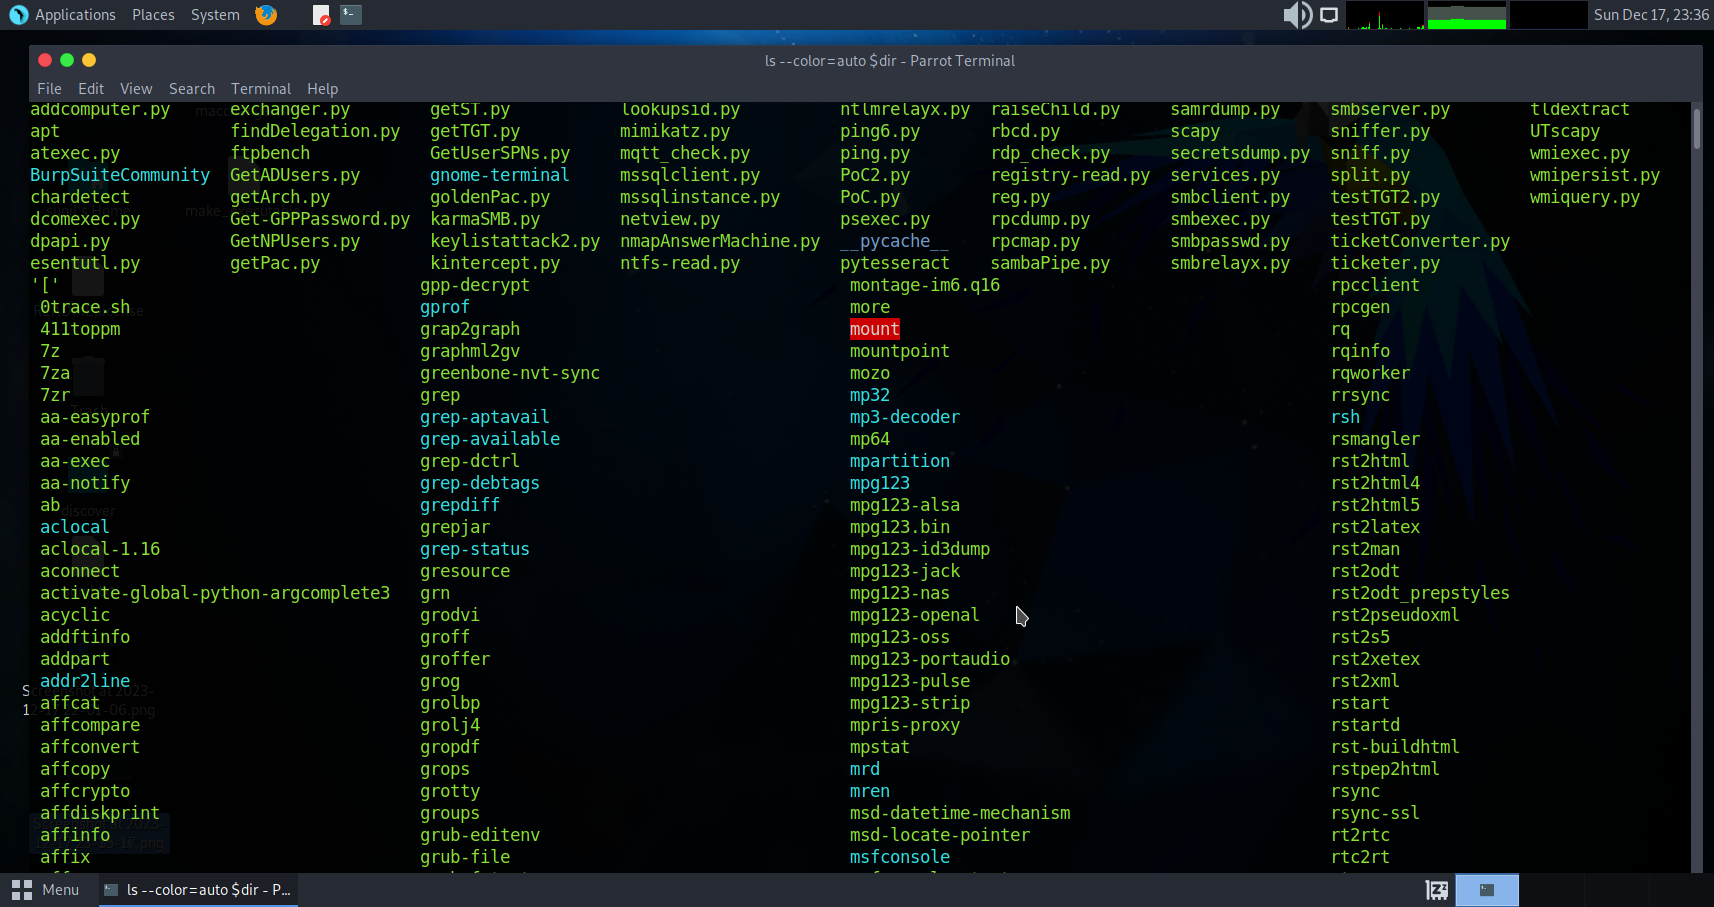 Applications Places System Sun Dec 17, 23:36
ls --color=auto $dir - Parrot Terminal
File Edit View Search Terminal Help
addcomputer.py exchanger.py getST.py lookupsid.py ntlmrelayx.py raiseChild.py samrdump.py smbserver.py tldextract
apt findDelegation.py getTGT.py mimikatz.py ping6.py rbcd.py scapy sniffer.py UTscapy
atexec.py ftpbench GetUserSPNs.py mqtt_check.py ping.py rdp_check.py secretsdump.py sniff.py wmiexec.py
BurpSuiteCommunity GetADUsers.py gnome-terminal mssqlclient.py PoC2.py registry-read.py services.py split.py wmipersist.py
chardetect getArch.py goldenPac.py mssqlinstance.py PoC.py reg.py smbclient.py testTGT2.py wmiquery.py
dcomexec.py Get-GPPPassword.py karmaSMB.py netview.py psexec.py rpcdump.py smbexec.py testTGT.py
dpapi.py GetNPUsers.py keylistattack2.py nmapAnswerMachine.py __pycache__ rpcmap.py smbpasswd.py ticketConverter.py
esentutl.py getPac.py kintercept.py ntfs-read.py pytesseract sambaPipe.py smbrelayx.py ticketer.py
'[' gpp-decrypt montage-im6.q16 rpcclient
0trace.sh gprof more rpcgen
411toppm grap2graph mount rq
7z graphml2gv mountpoint rqinfo
7za greenbone-nvt-sync mozo rqworker
7zr grep mp32 rrsync
aa-easyprof grep-aptavail mp3-decoder rsh
aa-enabled grep-available mp64 rsmangler
aa-exec grep-dctrl mpartition rst2html
aa-notify grep-debtags mpg123 rst2html4
ab grepdiff mpg123-alsa rst2html5
aclocal grepjar mpg123.bin rst2latex
aclocal-1.16 grep-status mpg123-id3dump rst2man
aconnect gresource mpg123-jack rst2odt
activate-global-python-argcomplete3 grn mpg123-nas rst2odt_prepstyles
acyclic grodvi mpg123-openal rst2pseudoxml
addftinfo groff mpg123-oss rst2s5
addpart groffer mpg123-portaudio rst2xetex
addr2line grog mpg123-pulse rst2xml
affcat grolbp mpg123-strip rstart
affcompare grolj4 mpris-proxy rstartd
affconvert gropdf mpstat rst-buildhtml
affcopy grops mrd rstpep2html
affcrypto grotty mren rsync
affdiskprint groups msd-datetime-mechanism rsync-ssl
affinfo grub-editenv msd-locate-pointer rt2rtc
affix grub-file msfconsole rtc2rt
Menu ls --color=auto $dir - P...